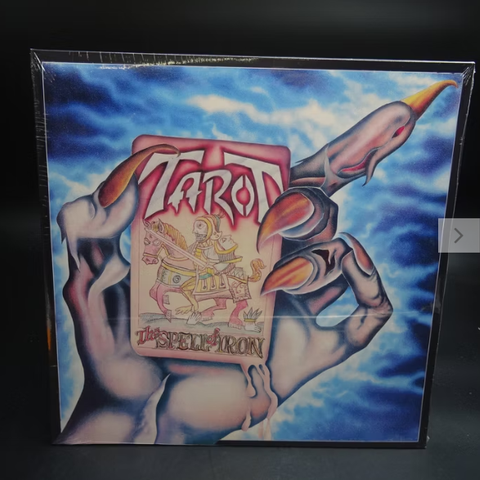 TAROT
The SPELL of IRON